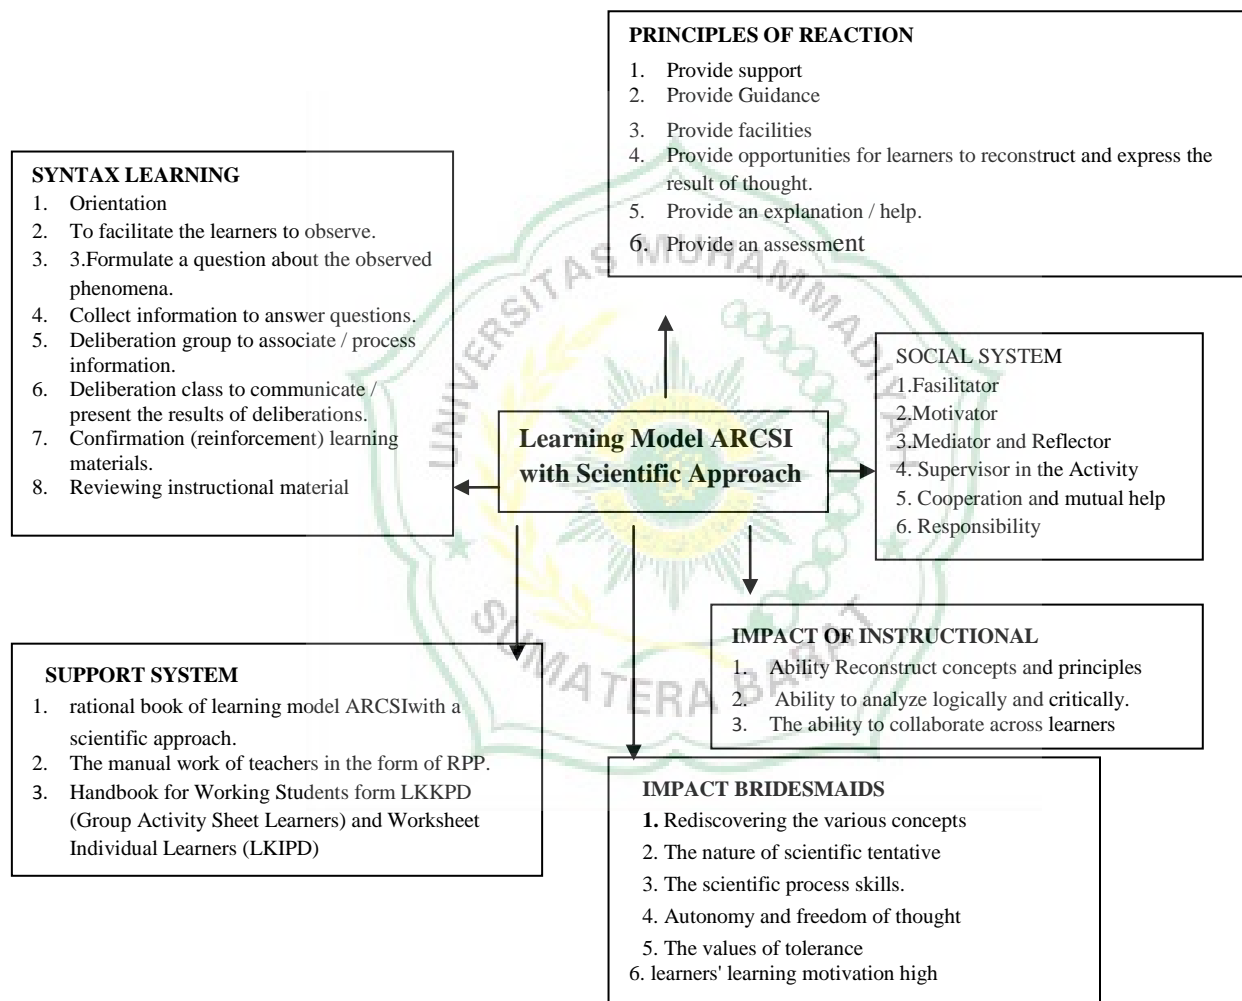 PRINCIPLES OF REACTION
1. Provide support
2. Provide Guidance
3. Provide facilities
4. Provide opportunities for learners to reconstruct and express the
result of thought.
5. Provide an explanation / help.
6. Provide an assessment
SYNTAX LEARNING
1. Orientation
2. To facilitate the learners to observe.
3. 3.Formulate a question about the observed
phenomena.
4. Collect information to answer questions.
5. Deliberation group to associate / process
information.
6. Deliberation class to communicate /
present the results of deliberations.
7. Confirmation (reinforcement) learning
materials.
8. Reviewing instructional material
UNIVERSITAS MUHAMMADIYAH
SUMATERA BARAT
Learning Model ARCSI
with Scientific Approach
SOCIAL SYSTEM
1.Fasilitator
2.Motivator
3.Mediator and Reflector
4. Supervisor in the Activity
5. Cooperation and mutual help
6. Responsibility
SUPPORT SYSTEM
1. rational book of learning model ARCSIwith a
scientific approach.
2. The manual work of teachers in the form of RPP.
3. Handbook for Working Students form LKKPD
(Group Activity Sheet Learners) and Worksheet
Individual Learners (LKIPD)
IMPACT OF INSTRUCTIONAL
1. Ability Reconstruct concepts and principles
2. Ability to analyze logically and critically.
3. The ability to collaborate across learners
IMPACT BRIDESMAIDS
1. Rediscovering the various concepts
2. The nature of scientific tentative
3. The scientific process skills.
4. Autonomy and freedom of thought
5. The values of tolerance
6. learners' learning motivation high